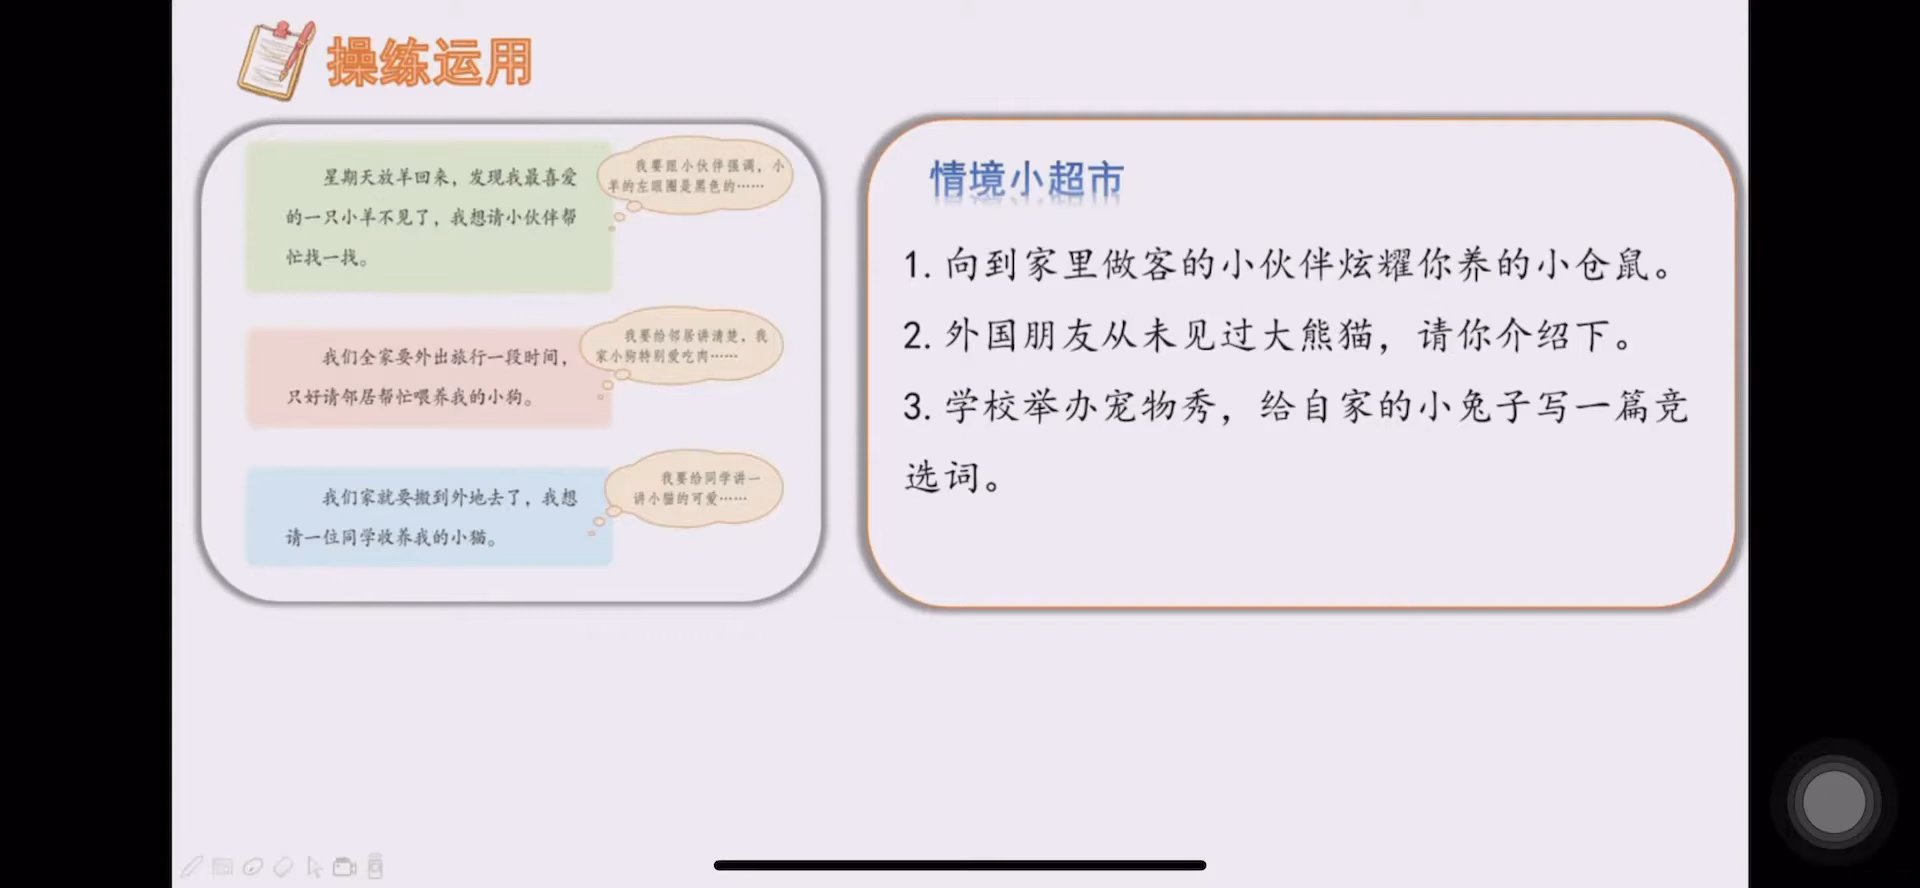 操练运用
星期天放羊回来，发现我最喜爱
的一只小羊不见了，我想请小伙伴帮
忙找一找。
我要跟小伙伴强调，小
羊的左眼圈是黑色的……
我们全家要外出旅行一段时间，
只好请邻居帮忙喂养我的小狗。
我要给邻居讲清楚，我
家小狗特别爱吃肉……
我们家就要搬到外地去了，我想
请一位同学收养我的小猫。
我要给同学讲一
讲小猫的可爱……
情境小超市
1. 向到家里做客的小伙伴炫耀你养的小仓鼠。
2. 外国朋友从未见过大熊猫，请你介绍下。
3. 学校举办宠物秀，给自家的小兔子写一篇竞
选词。